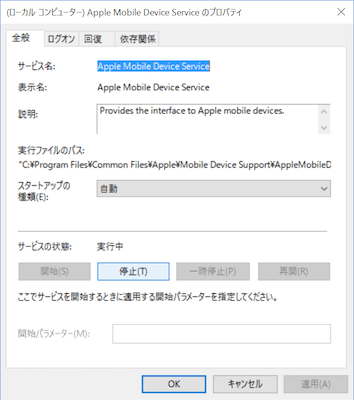 (ローカル コンピューター) Apple Mobile Device Service のプロパティ
全般 ログオン 回復 依存関係
サービス名: Apple Mobile Device Service
表示名: Apple Mobile Device Service
説明: Provides the interface to Apple mobile devices.
実行ファイルのパス:
"C:¥Program Files¥Common Files¥Apple¥Mobile Device Support¥AppleMobileD
スタートアップの
種類(E): 自動
サービスの状態: 実行中
開始(S) 停止(T) 一時停止(P) 再開(R)
ここでサービスを開始するときに適用する開始パラメーターを指定してください。
開始パラメーター(M):
OK キャンセル 適用(A)